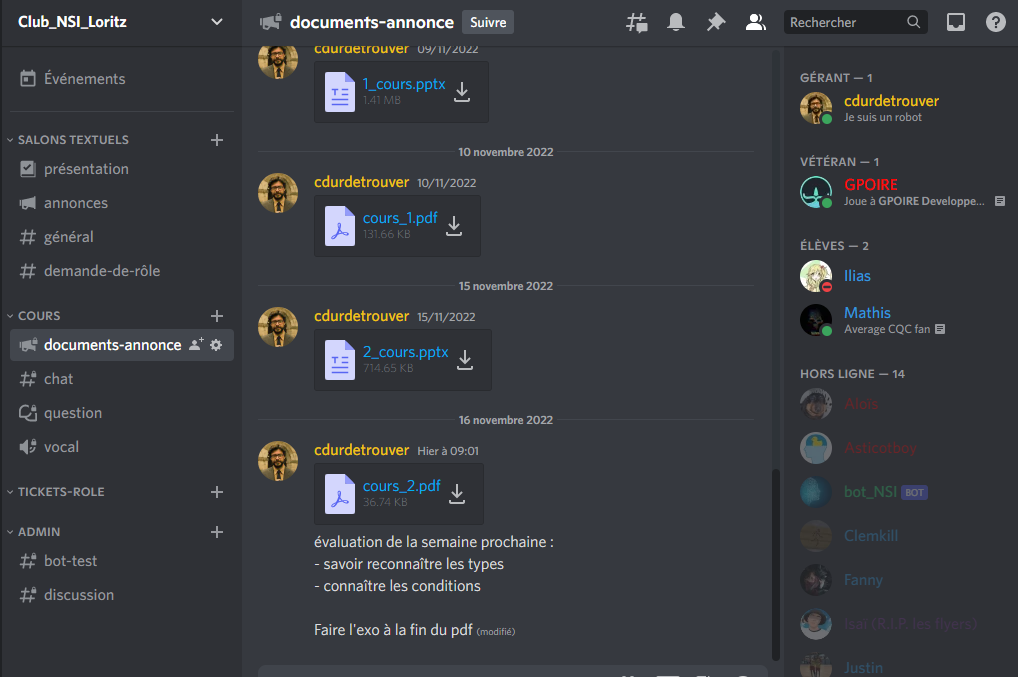 Club_NSI_Loritz
Événements
SALONS TEXTUELS
présentation
annonces
général
demande-de-rôle
COURS
documents-annonce
chat
question
vocal
TICKETS-ROLE
ADMIN
bot-test
discussion
documents-annonce Suivre
Rechercher
cdurdetrouver 09/11/2022
1_cours.pptx
1.41 MB
10 novembre 2022
cdurdetrouver 10/11/2022
cours_1.pdf
131.66 KB
15 novembre 2022
cdurdetrouver 15/11/2022
2_cours.pptx
714.65 KB
16 novembre 2022
cdurdetrouver Hier à 09:01
cours_2.pdf
36.74 KB
évaluation de la semaine prochaine :
- savoir reconnaître les types
- connaître les conditions
Faire l'exo à la fin du pdf (modifié)
GÉRANT — 1
cdurdetrouver
Je suis un robot
VÉTÉRAN — 1
GPOIRE
Joue à GPOIRE Developpe...
ÉLÈVES — 2
Ilias
Mathis
Average CQC fan
HORS LIGNE — 14
Aloïs
Asticotboy
bot_NSI BOT
Clemkill
Fanny
Isar (R.I.P. les flyers)
Justin